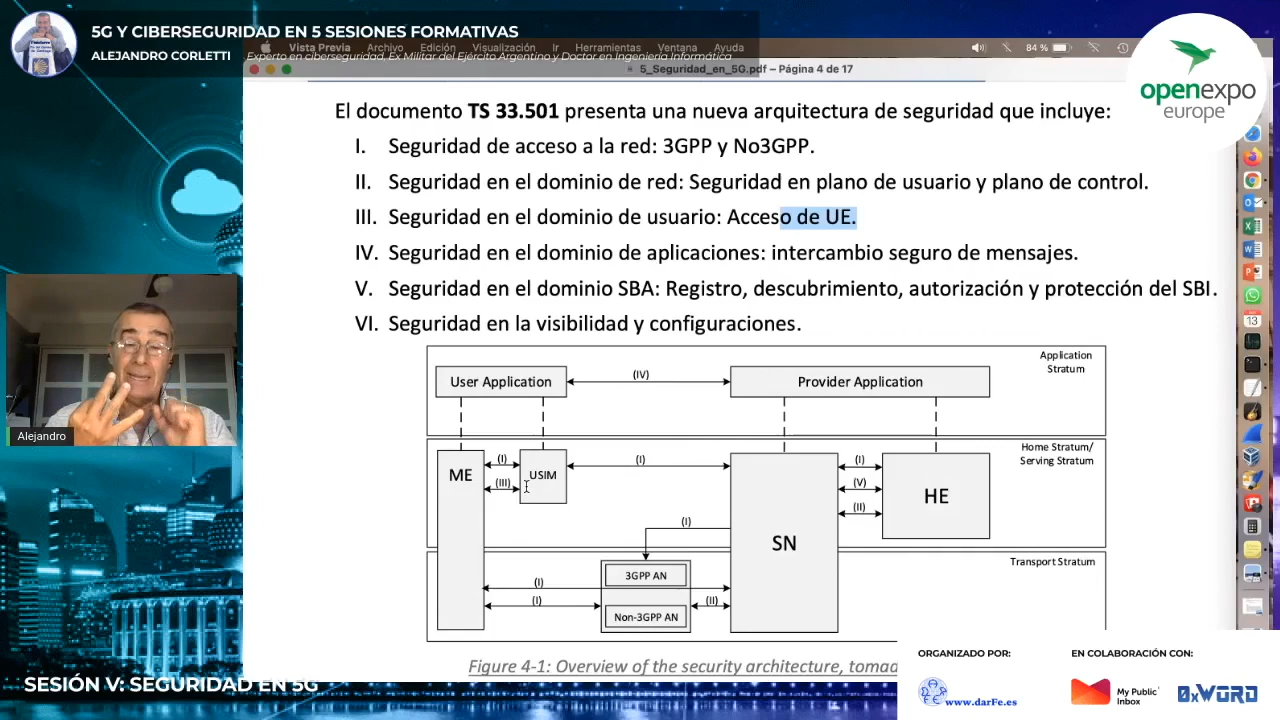 5G Y CIBERSEGURIDAD EN 5 SESIONES FORMATIVAS
ALEJANDRO CORLETTI Experto en ciberseguridad, Ex Militar del Ejército Argentino y Doctor en Ingeniería Informática
Vista Previa Archivo Edición Visualización Ir Herramientas Ventana Ayuda
84 %
5_Seguridad_en_5G.pdf – Página 4 de 17
openexpo
europe
El documento TS 33.501 presenta una nueva arquitectura de seguridad que incluye:
I. Seguridad de acceso a la red: 3GPP y No3GPP.
II. Seguridad en el dominio de red: Seguridad en plano de usuario y plano de control.
III. Seguridad en el dominio de usuario: Acceso de UE.
IV. Seguridad en el dominio de aplicaciones: intercambio seguro de mensajes.
V. Seguridad en el dominio SBA: Registro, descubrimiento, autorización y protección del SBI.
VI. Seguridad en la visibilidad y configuraciones.
Application
Stratum
User Application
(IV)
Provider Application
Home Stratum/
Serving Stratum
ME
(I)
(III)
USIM
(I)
SN
(I)
(V)
(II)
HE
(I)
Transport Stratum
(I)
(I)
3GPP AN
Non-3GPP AN
(II)
Figure 4-1: Overview of the security architecture, tomad
Alejandro
13
SESIÓN V: SEGURIDAD EN 5G
ORGANIZADO POR:
www.darFe.es
EN COLABORACIÓN CON:
My Public
Inbox
0xWORD